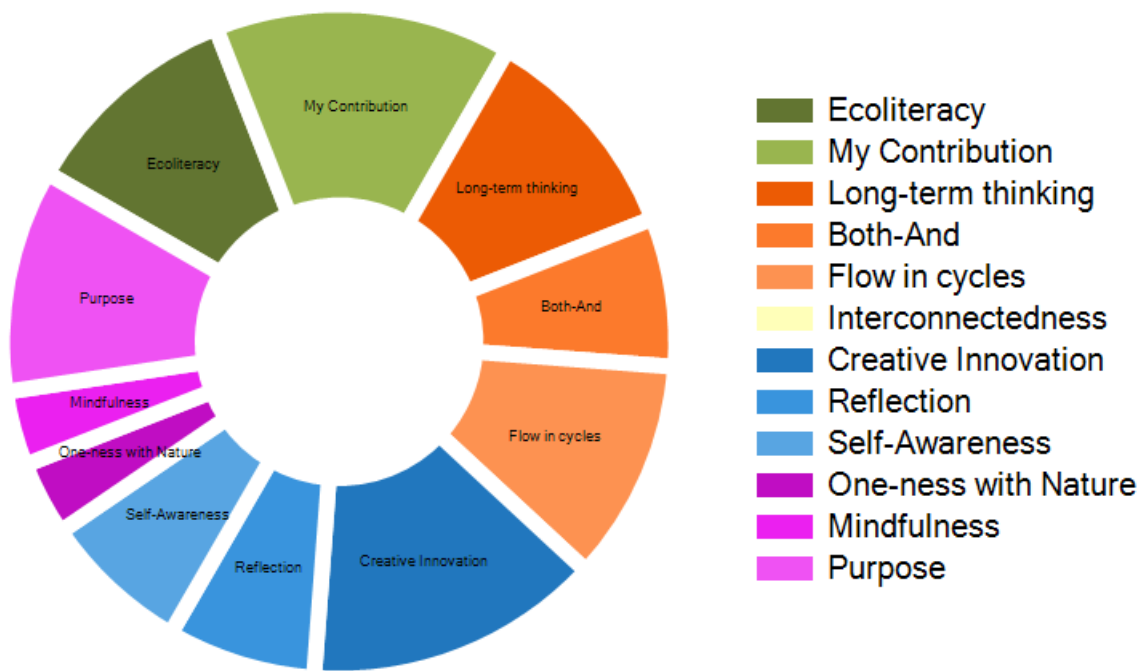 My Contribution
Ecoliteracy
Long-term thinking
Purpose
Both-And
Mindfulness
Flow in cycles
One-ness with Nature
Self-Awareness
Creative Innovation
Reflection
Ecoliteracy
My Contribution
Long-term thinking
Both-And
Flow in cycles
Interconnectedness
Creative Innovation
Reflection
Self-Awareness
One-ness with Nature
Mindfulness
Purpose